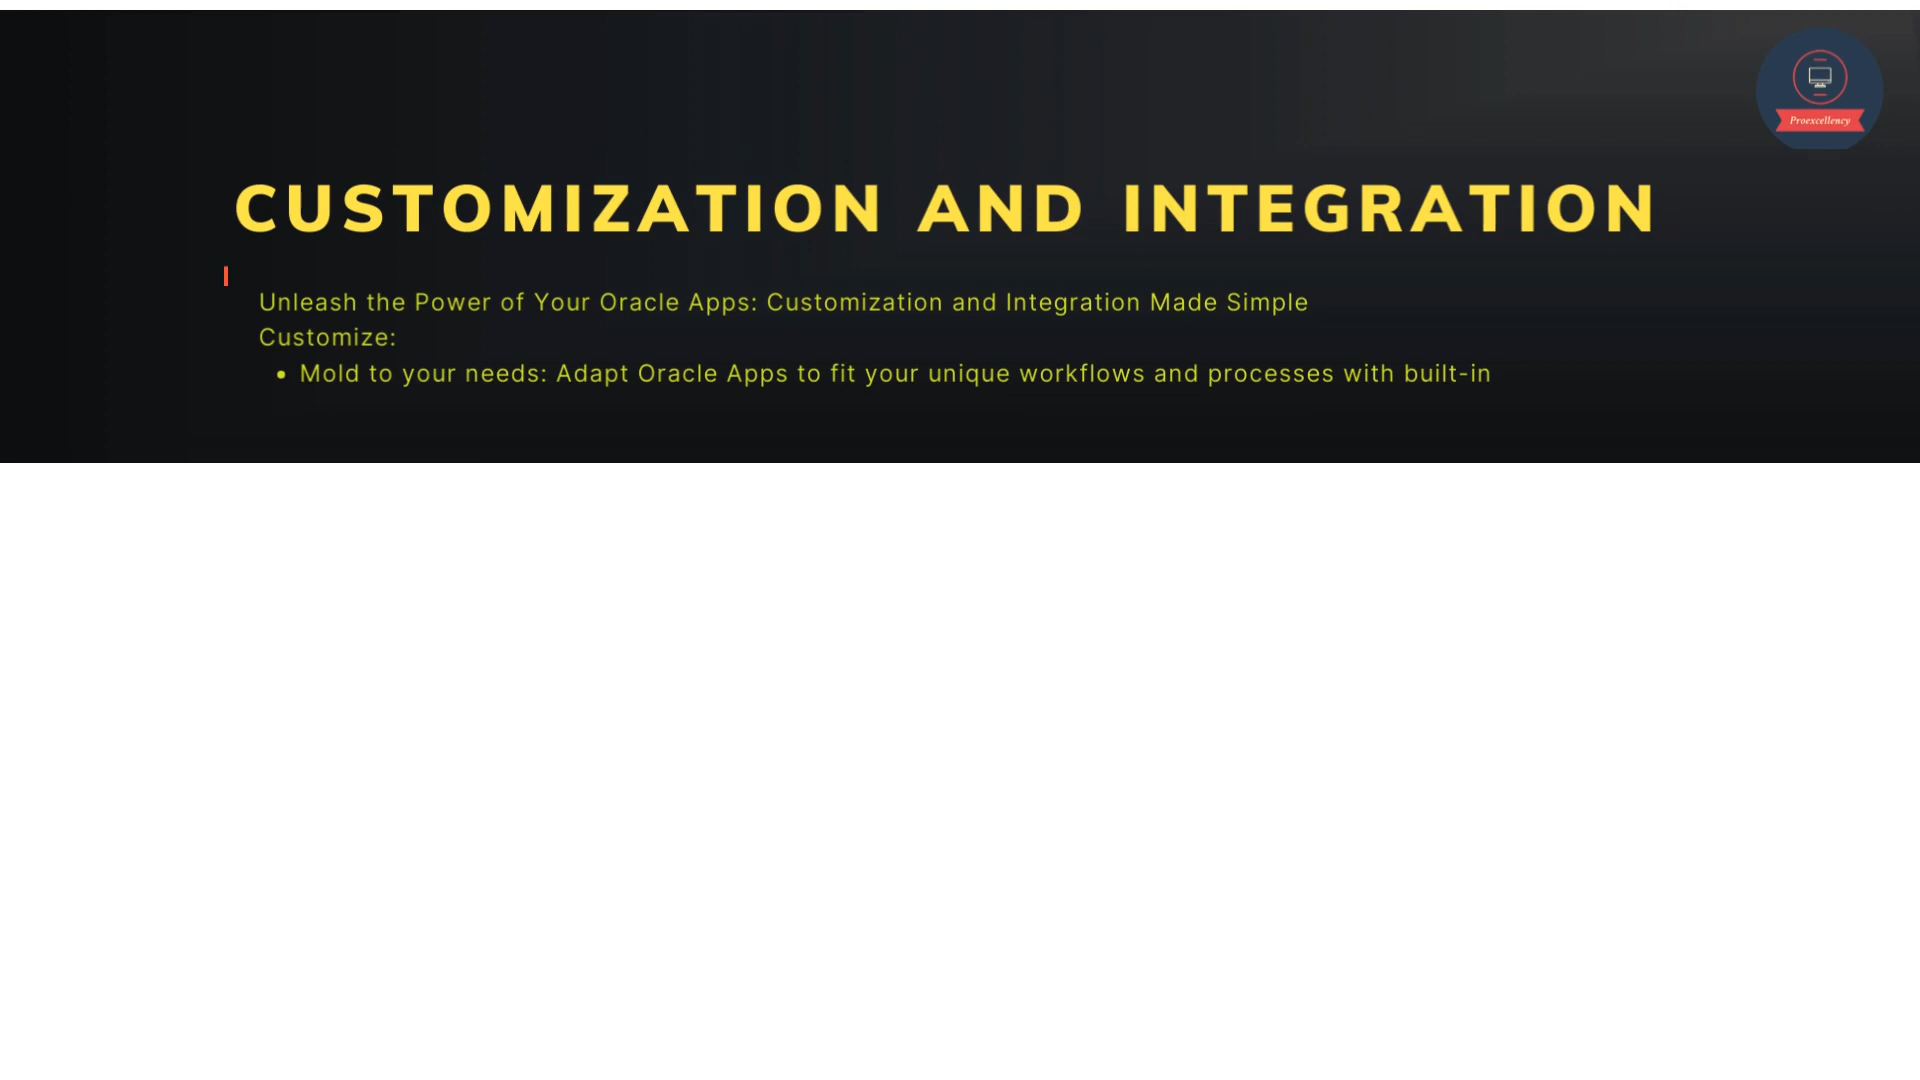 Proexcellency
CUSTOMIZATION AND INTEGRATION
Unleash the Power of Your Oracle Apps: Customization and Integration Made Simple
Customize:
• Mold to your needs: Adapt Oracle Apps to fit your unique workflows and processes with built-in